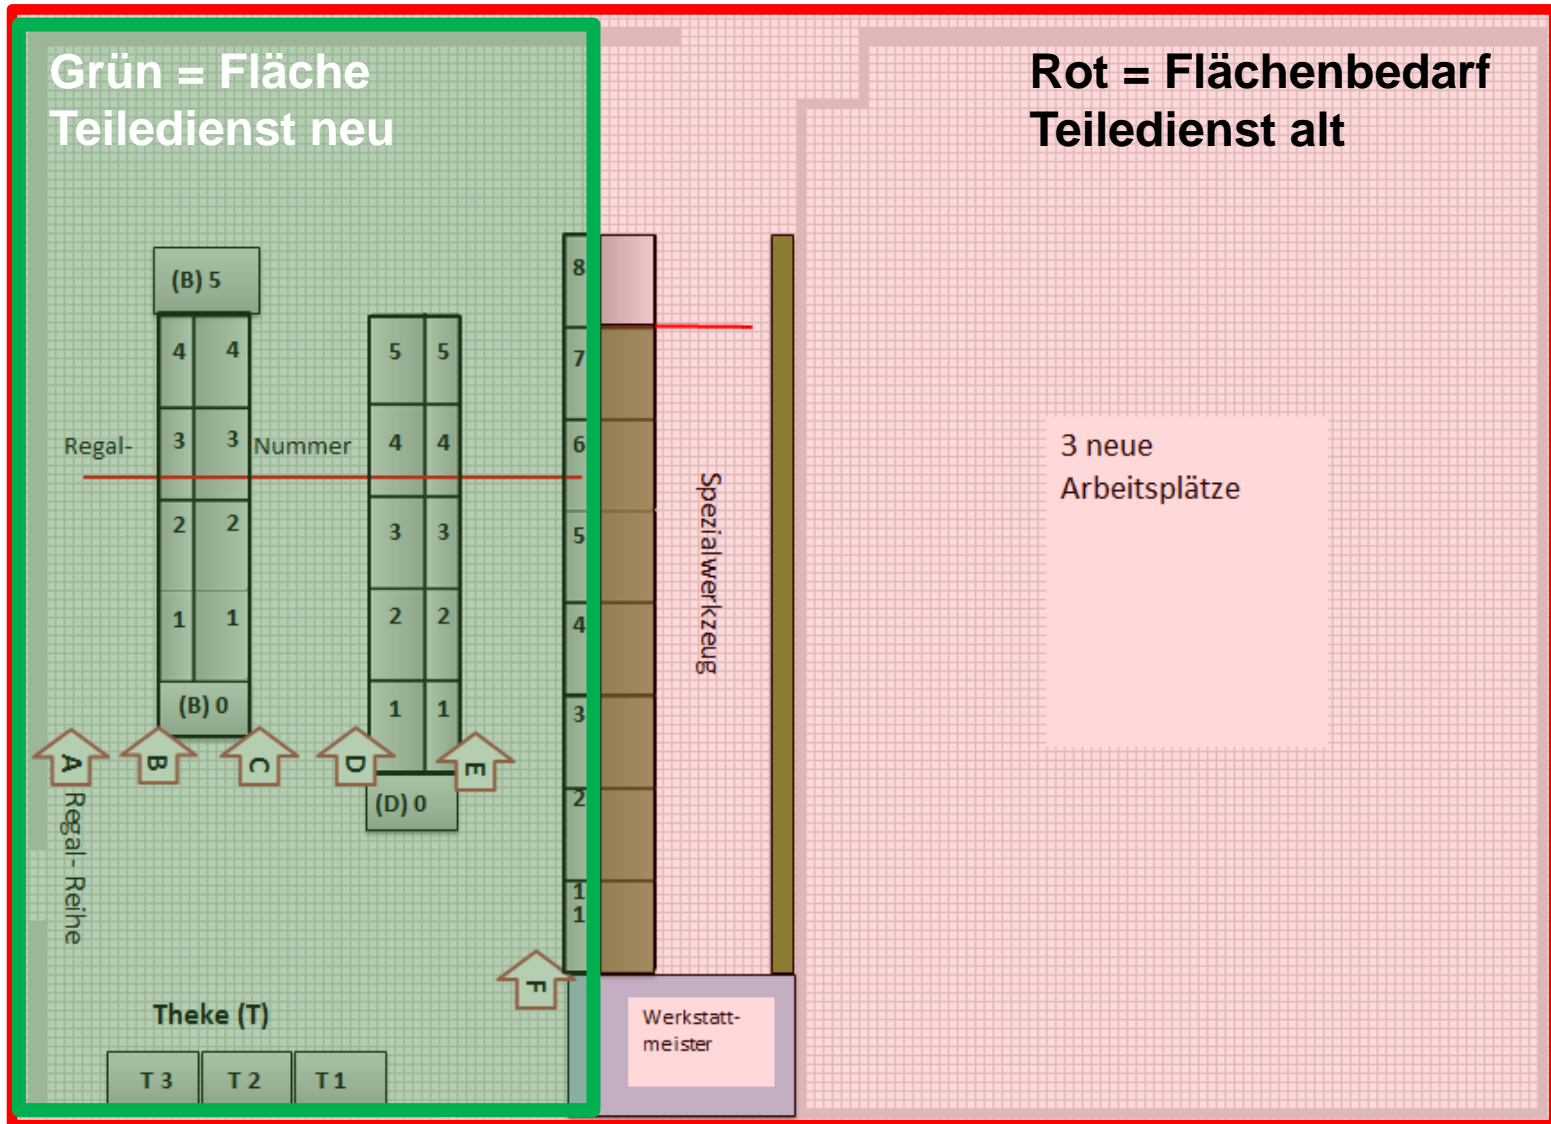 Grün = Fläche
Teiledienst neu
Rot = Flächenbedarf
Teiledienst alt
(B) 5
4 4
3 3
2 2
1 1
(B) 0
Regal-
Nummer
5 5
4 4
3 3
2 2
1 1
(D) 0
8
7
6
5
4
3
2
1
1
Spezialwerkzeug
3 neue
Arbeitsplätze
A
B
C
D
E
F
Regal- Reihe
Theke (T)
T 3
T 2
T 1
Werkstatt-
meister